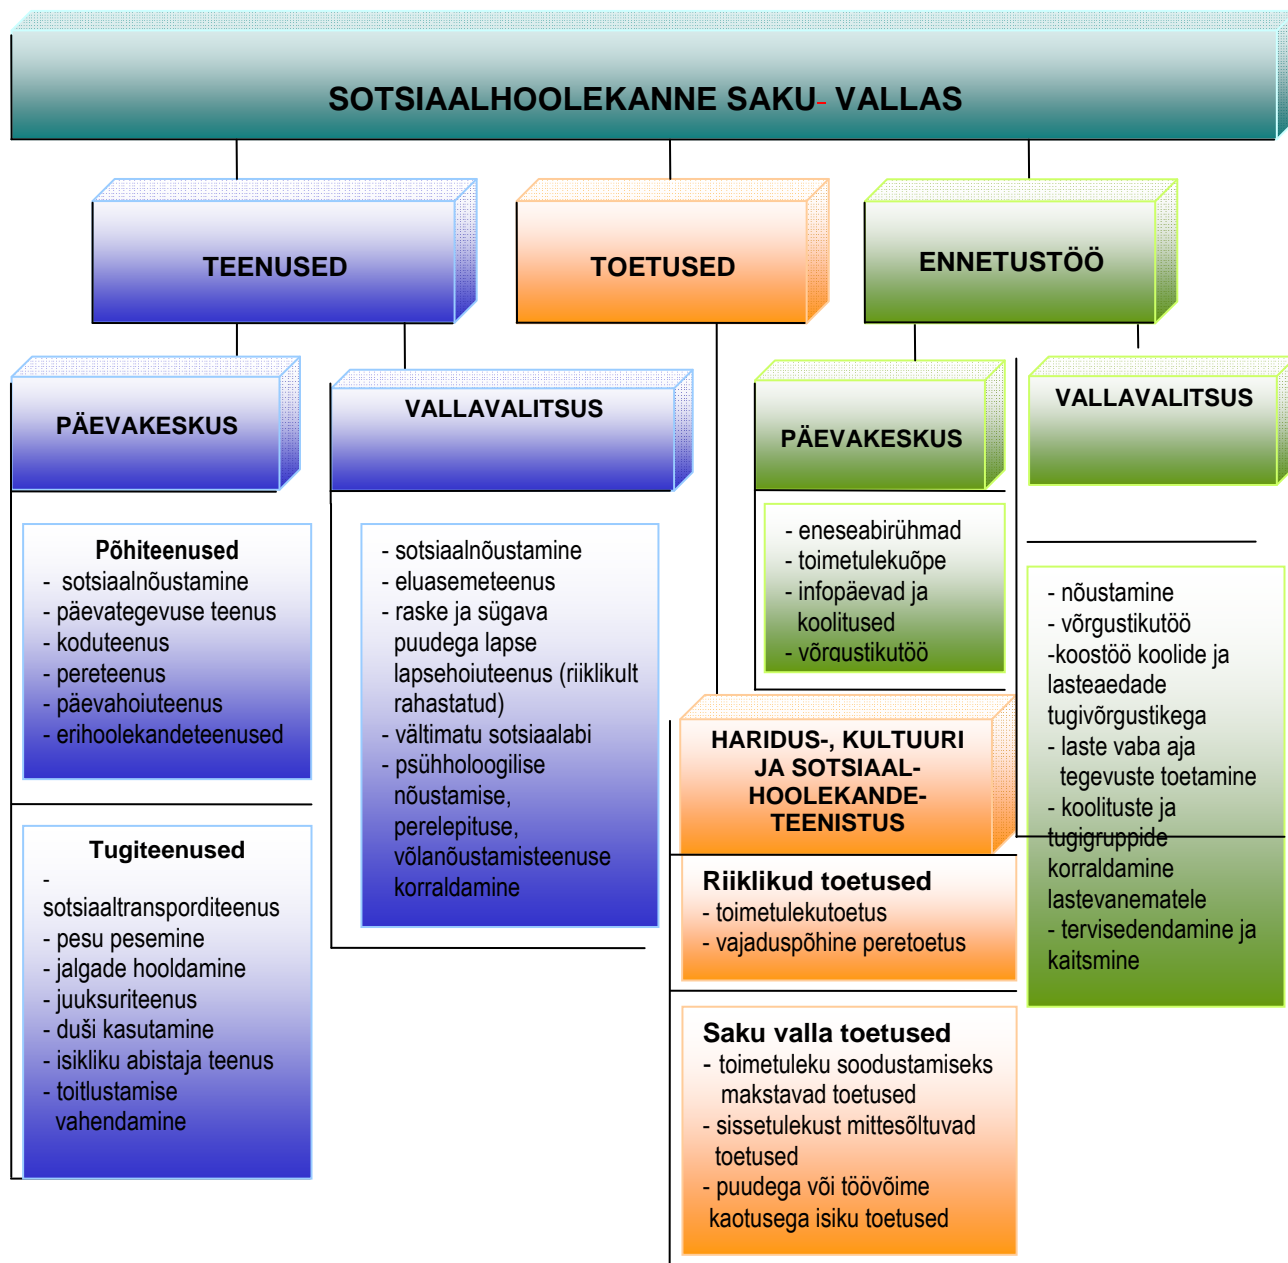 SOTSIAALHOOLEKANNE SAKU- VALLAS
TEENUSED
TOETUSED
ENNETUSTÖÖ
PÄEVAKESKUS
VALLAVALITSUS
PÄEVAKESKUS
VALLAVALITSUS
Põhiteenused
- sotsiaalnõustamine
- päevategevuse teenus
- koduteenus
- pereteenus
- päevahoiuteenus
- erihoolekandeteenused
Tugiteenused
-
sotsiaaltransporditeenus
- pesu pesemine
- jalgade hooldamine
- juuksuriteenus
- duši kasutamine
- isikliku abistaja teenus
- toitlustamise
vahendamine
- sotsiaalnõustamine
- eluasemeteenus
- raske ja sügava
puudega lapse
lapsehoiuteenus (riiklikult
rahastatud)
- vältimatu sotsiaalabi
- psühholoogilise
nõustamise,
perelepituse,
võlanõustamisteenuse
korraldamine
HARIDUS-, KULTUURI
JA SOTSIAAL-
HOOLEKANDE-
TEENISTUS
Riiklikud toetused
- toimetulekutoetus
- vajaduspõhine peretoetus
Saku valla toetused
- toimetuleku soodustamiseks
makstavad toetused
- sissetulekust mittesõltuvad
toetused
- puudega või töövõime
kaotusega isiku toetused
- eneseabirühmad
- toimetulekuõpe
- infopäevad ja
koolitused
- võrgustikutöö
- nõustamine
- võrgustikutöö
-koostöö koolide ja
lasteaedade
tugivõrgustikega
- laste vaba aja
tegevuste toetamine
- koolituste ja
tugigruppide
korraldamine
lastevanematele
- tervisedendamine ja
kaitsmine